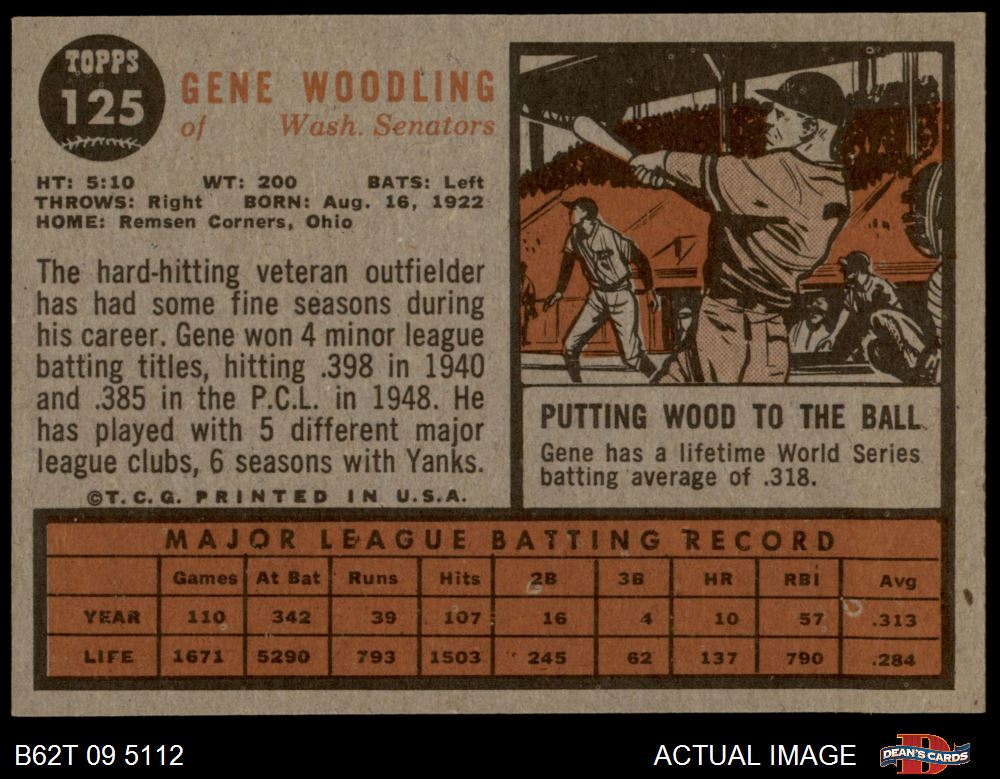 TOPPS
125
GENE WOODLING
of Wash. Senators
HT: 5:10 WT: 200 BATS: Left
THROWS: Right BORN: Aug. 16, 1922
HOME: Remsen Corners, Ohio
The hard-hitting veteran outfielder
has had some fine seasons during
his career. Gene won 4 minor league
batting titles, hitting .398 in 1940
and .385 in the P.C.L. in 1948. He
has played with 5 different major
league clubs, 6 seasons with Yanks.
©T.C.G. PRINTED IN U.S.A.
PUTTING WOOD TO THE BALL
Gene has a lifetime World Series
batting average of .318.
MAJOR LEAGUE BATTING RECORD
Games At Bat Runs Hits 2B 3B HR RBI Avg
YEAR 110 342 39 107 16 4 10 57 .313
LIFE 1671 5290 793 1503 245 62 137 790 .284
B62T 09 5112
ACTUAL IMAGE
DEAN'S CARDS